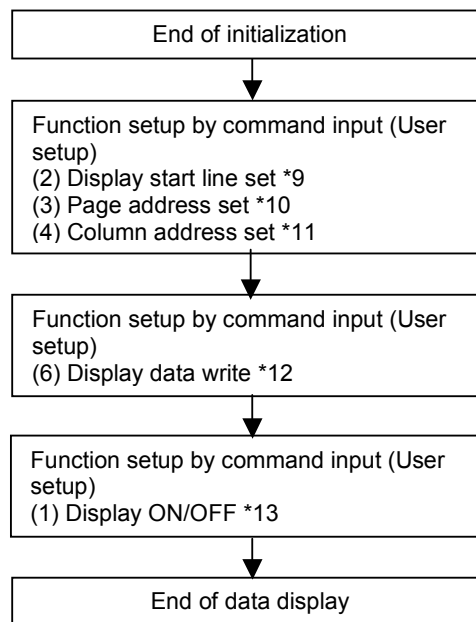 End of initialization
Function setup by command input (User
setup)
(2) Display start line set *9
(3) Page address set *10
(4) Column address set *11
Function setup by command input (User
setup)
(6) Display data write *12
Function setup by command input (User
setup)
(1) Display ON/OFF *13
End of data display